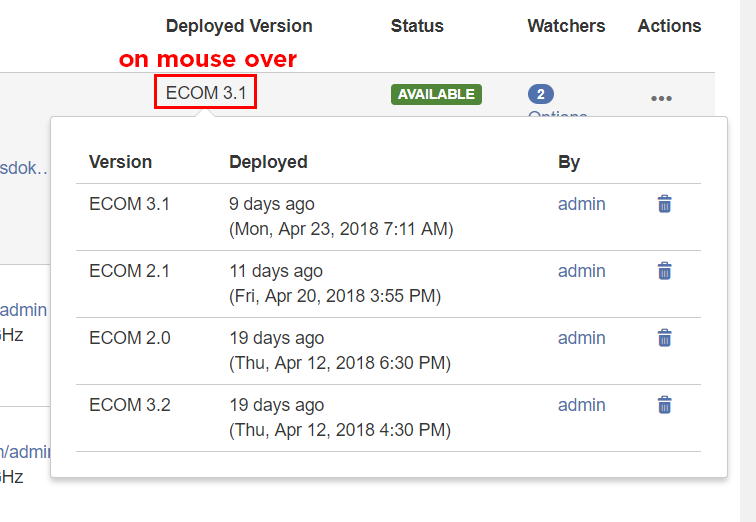 Deployed Version Status Watchers Actions
on mouse over
ECOM 3.1 AVAILABLE 2 •••
Options
sdok...
Version Deployed By
ECOM 3.1 9 days ago admin
(Mon, Apr 23, 2018 7:11 AM)
ECOM 2.1 11 days ago admin
(Fri, Apr 20, 2018 3:55 PM)
/admin
GHz
ECOM 2.0 19 days ago admin
(Thu, Apr 12, 2018 6:30 PM)
ECOM 3.2 19 days ago admin
(Thu, Apr 12, 2018 4:30 PM)
/admin
GHz